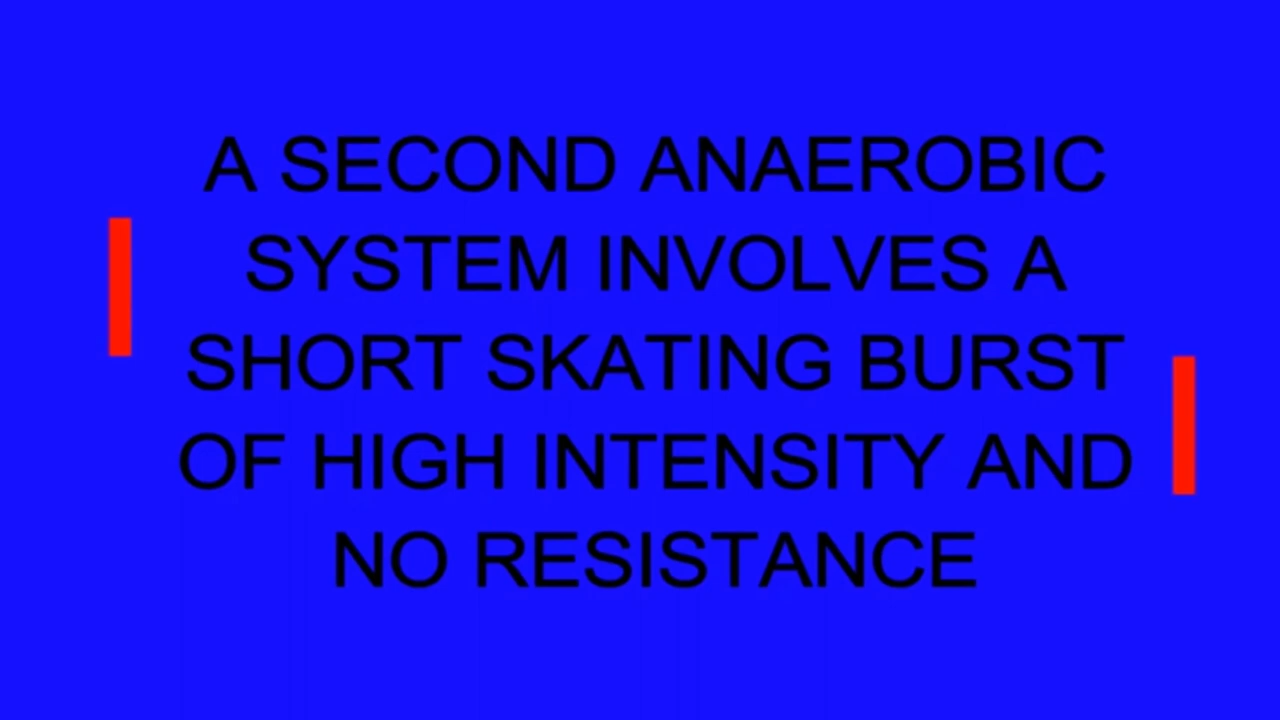 A SECOND ANAEROBIC
SYSTEM INVOLVES A
SHORT SKATING BURST
OF HIGH INTENSITY AND
NO RESISTANCE